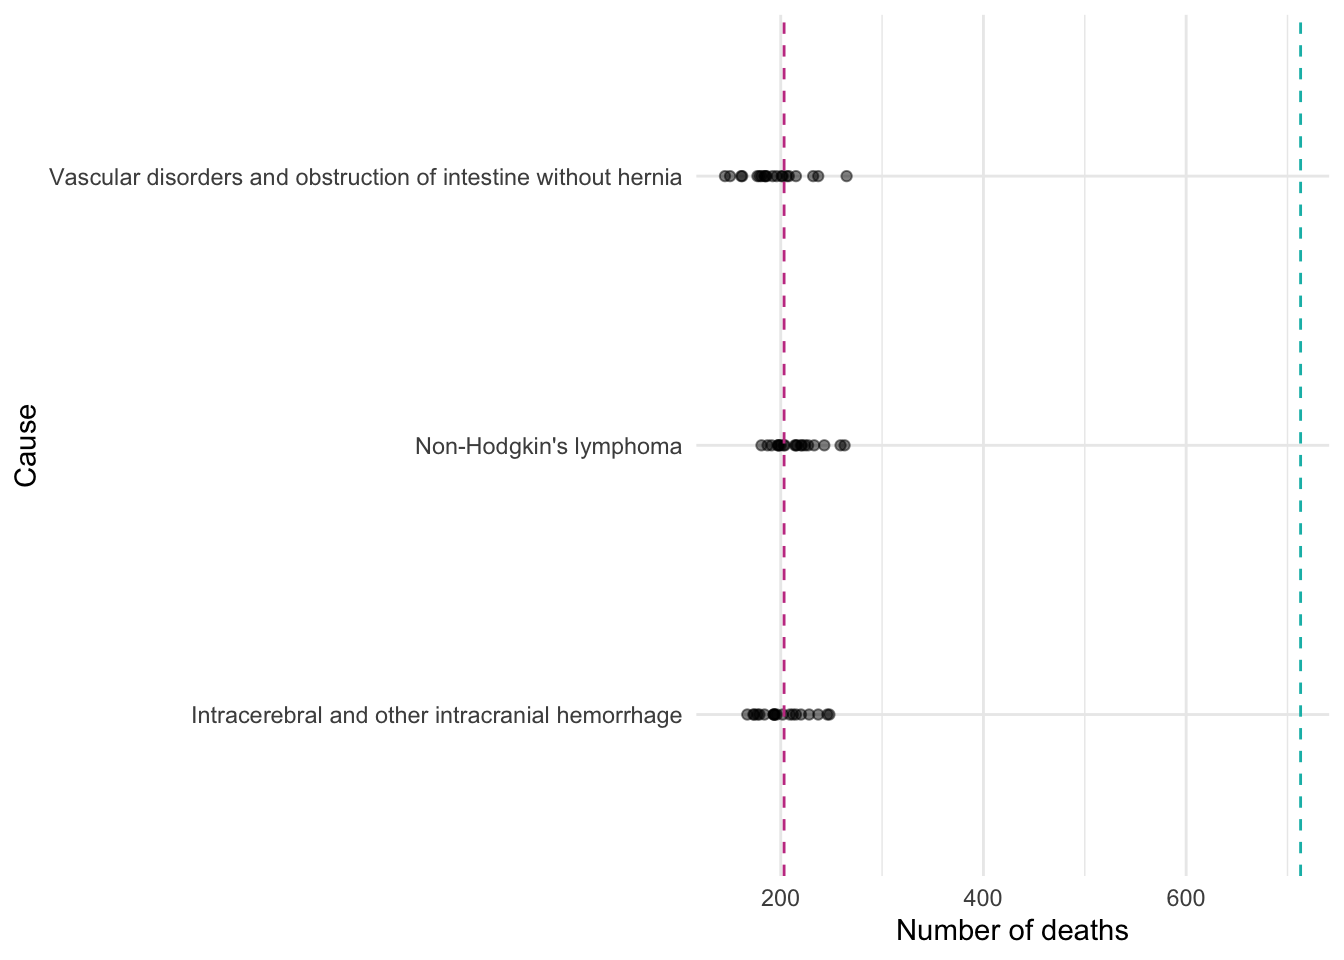 Vascular disorders and obstruction of intestine without hernia
Non-Hodgkin's lymphoma
Intracerebral and other intracranial hemorrhage
Cause
200 400 600
Number of deaths